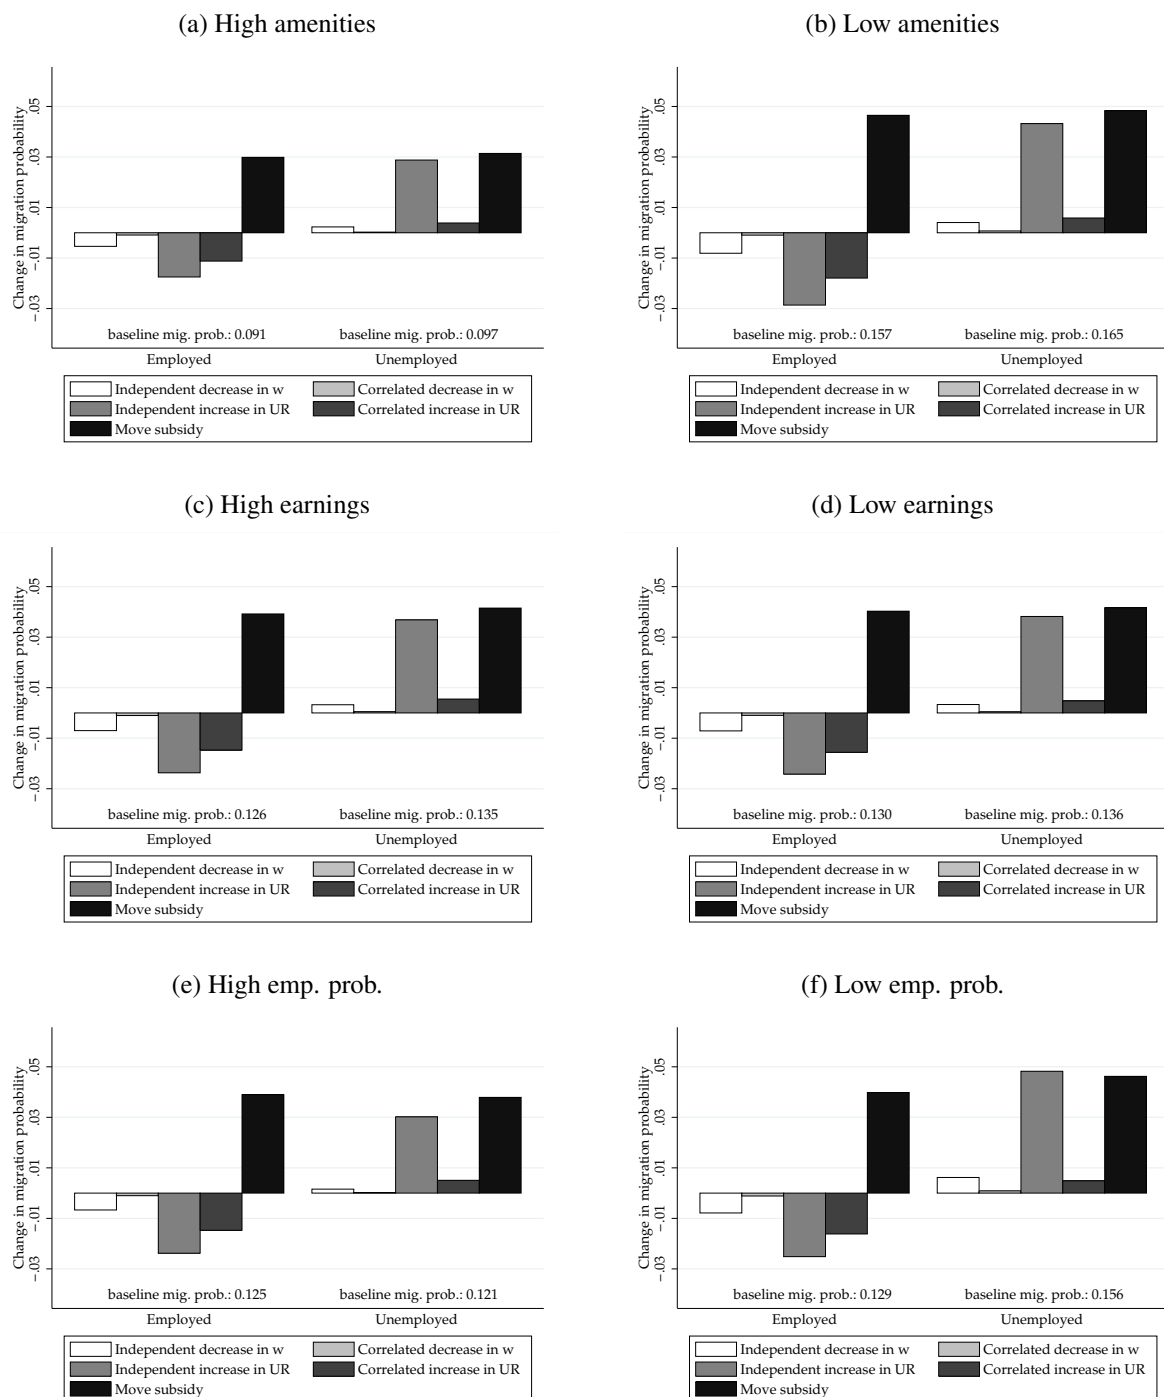 (a) High amenities
Change in migration probability
.05
.03
.01
-.01
-.03
baseline mig. prob.: 0.091
baseline mig. prob.: 0.097
Employed
Unemployed
Independent decrease in w
Correlated decrease in w
Independent increase in UR
Correlated increase in UR
Move subsidy
(b) Low amenities
Change in migration probability
.05
.03
.01
-.01
-.03
baseline mig. prob.: 0.157
baseline mig. prob.: 0.165
Employed
Unemployed
Independent decrease in w
Correlated decrease in w
Independent increase in UR
Correlated increase in UR
Move subsidy
(c) High earnings
Change in migration probability
.05
.03
.01
-.01
-.03
baseline mig. prob.: 0.126
baseline mig. prob.: 0.135
Employed
Unemployed
Independent decrease in w
Correlated decrease in w
Independent increase in UR
Correlated increase in UR
Move subsidy
(d) Low earnings
Change in migration probability
.05
.03
.01
-.01
-.03
baseline mig. prob.: 0.130
baseline mig. prob.: 0.136
Employed
Unemployed
Independent decrease in w
Correlated decrease in w
Independent increase in UR
Correlated increase in UR
Move subsidy
(e) High emp. prob.
Change in migration probability
.05
.03
.01
-.01
-.03
baseline mig. prob.: 0.125
baseline mig. prob.: 0.121
Employed
Unemployed
Independent decrease in w
Correlated decrease in w
Independent increase in UR
Correlated increase in UR
Move subsidy
(f) Low emp. prob.
Change in migration probability
.05
.03
.01
-.01
-.03
baseline mig. prob.: 0.129
baseline mig. prob.: 0.156
Employed
Unemployed
Independent decrease in w
Correlated decrease in w
Independent increase in UR
Correlated increase in UR
Move subsidy